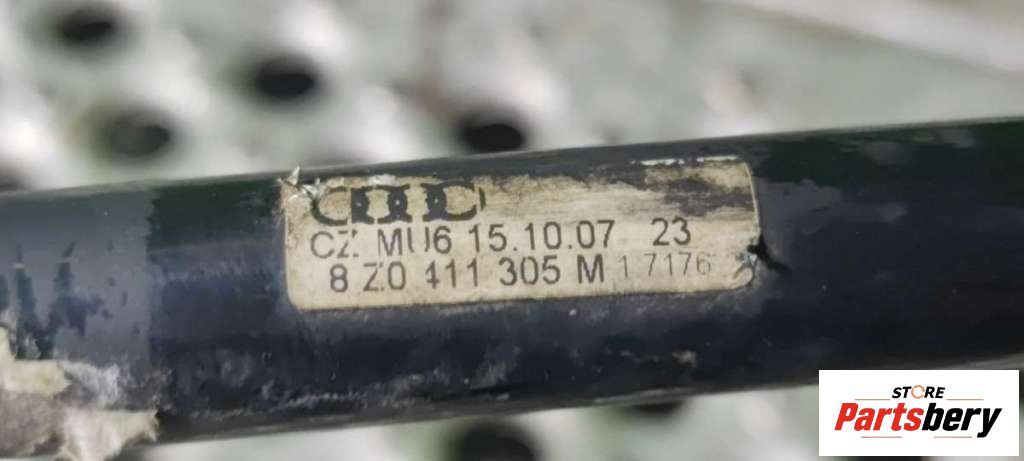 CZ MU6 15.10.07 23
8 Z0 411 305 M 17176
STORE
Partsbery